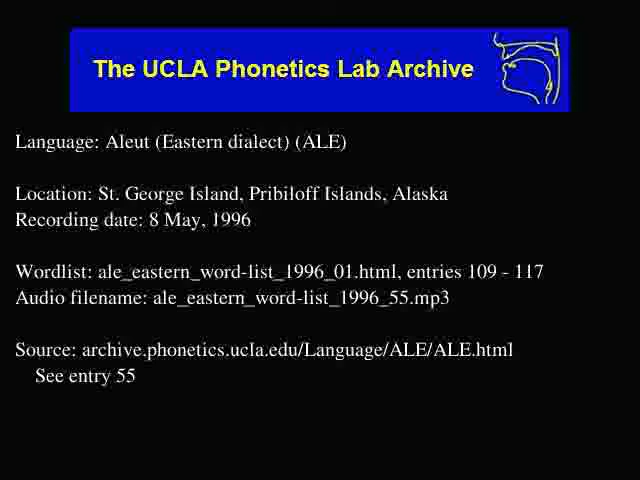 The UCLA Phonetics Lab Archive
Language: Aleut (Eastern dialect) (ALE)
Location: St. George Island, Pribiloff Islands, Alaska
Recording date: 8 May, 1996
Wordlist: ale_eastern_word-list_1996_01.html, entries 109 - 117
Audio filename: ale_eastern_word-list_1996_55.mp3
Source: archive.phonetics.ucla.edu/Language/ALE/ALE.html
See entry 55